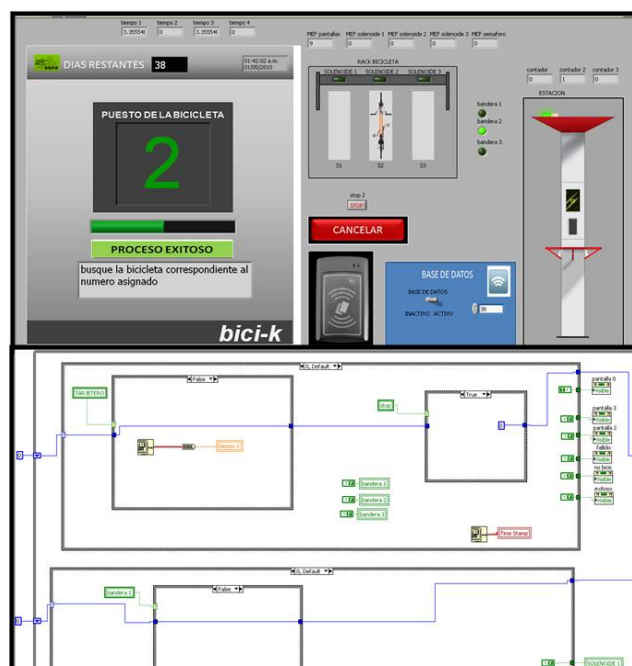 tiempo 1 tiempo 2 tiempo 3 tiempo 4
3.35554( 0 3.35554( 0
MEF pantallas MEF solenoide 1 MEF solenoide 2 MEF solenoide 3 MEF semaforo
9 0 0 0 0
DIAS RESTANTES 38
01:42:02 a.m.
01/05/2010
PUESTO DE LA BICICLETA
2
PROCESO EXITOSO
busque la bicicleta correspondiente al
numero asignado
bici-k
RACK BICICLETA
SOLENOIDE 1 SOLENOIDE 2 SOLENOIDE 3
S1 S2 S3
bandera 1
bandera 2
bandera 3
contador contador 2 contador 3
0 1 0
ESTACION
stop 2
STOP
CANCELAR
BASE DE DATOS
BASE DE DATOS
INACTIVO - ACTIVO
38
0, Default
False
True
TARJETERO
stop
0
0
DBL
tiempo 1
bandera 1
bandera 2
bandera 3
Time Stamp
pantalla 0
Visible
pantalla 3
Visible
pantalla 2
Visible
fallido
Visible
no bicis
Visible
exitoso
Visible
0, Default
bandera 1
False
0
SOLENOIDE 1